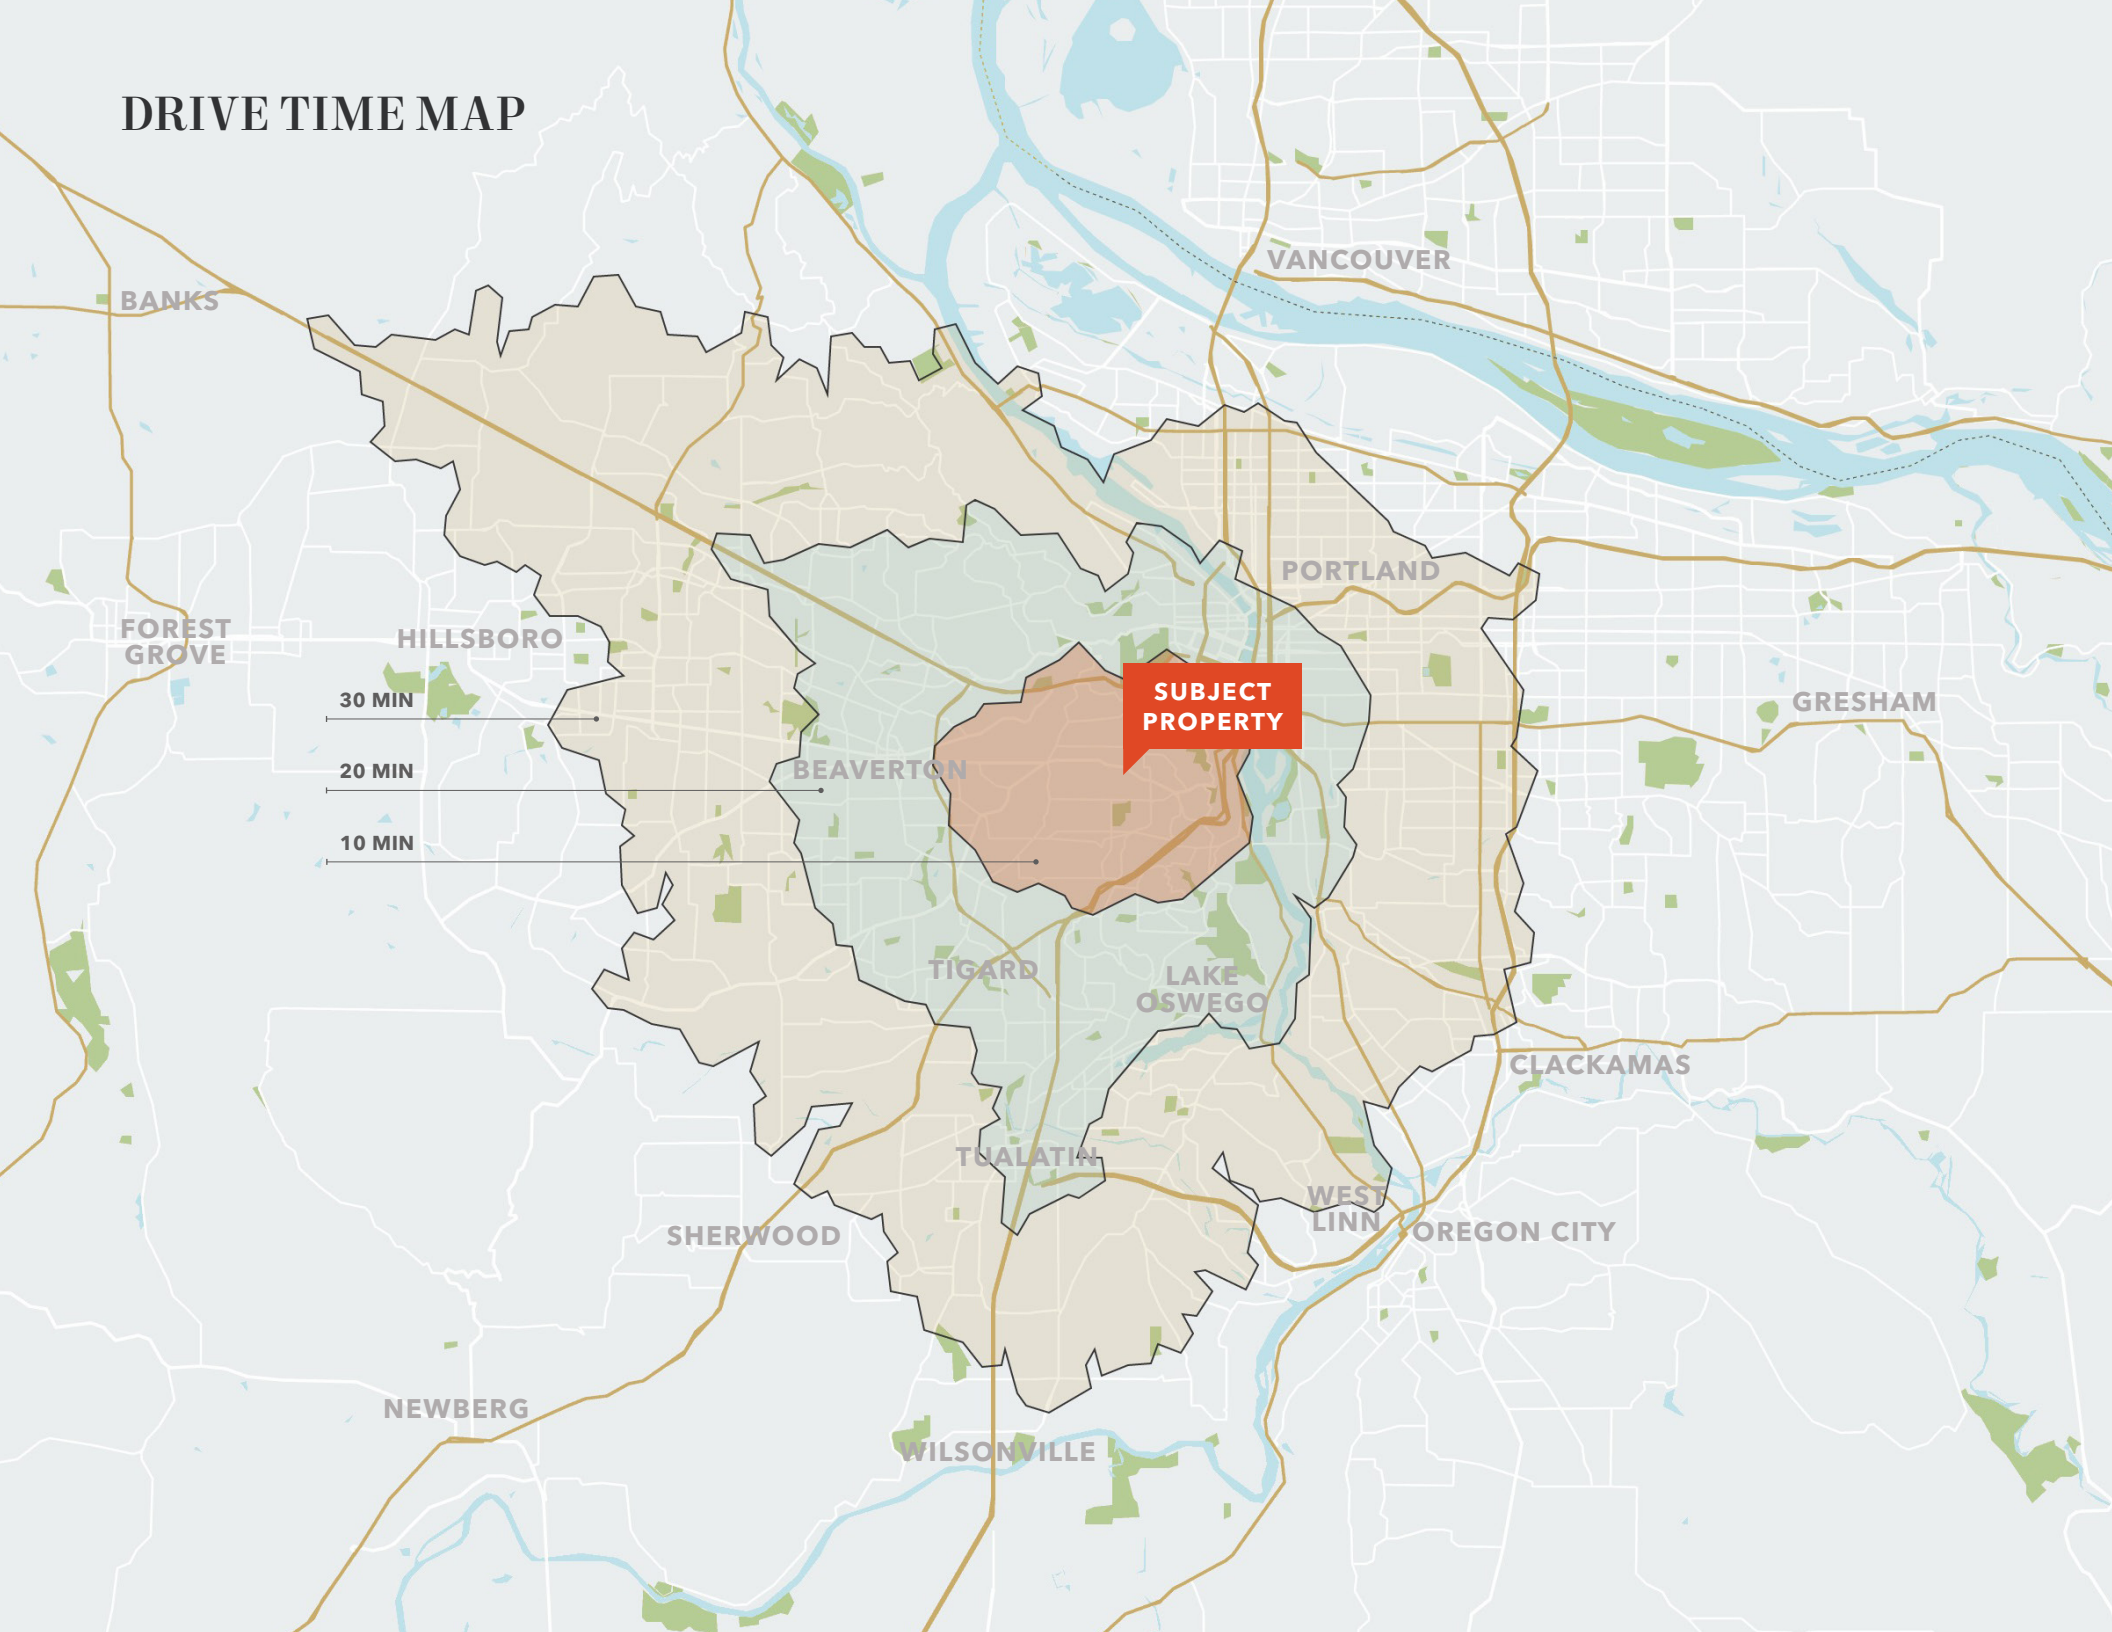 DRIVE TIME MAP
VANCOUVER
BANKS
PORTLAND
FOREST
GROVE
HILLSBORO
30 MIN
SUBJECT
PROPERTY
GRESHAM
20 MIN
BEAVERTON
10 MIN
TIGARD
LAKE
OSWEGO
CLACKAMAS
TUALATIN
WEST
LINN
SHERWOOD
OREGON CITY
NEWBERG
WILSONVILLE